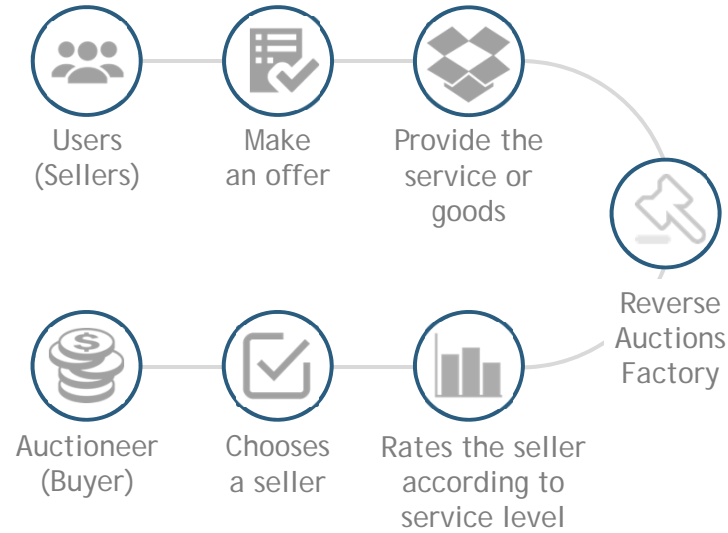 Users
(Sellers)
Make
an offer
Provide the
service or
goods
Reverse
Auctions
Factory
Auctioneer
(Buyer)
Chooses
a seller
Rates the seller
according to
service level